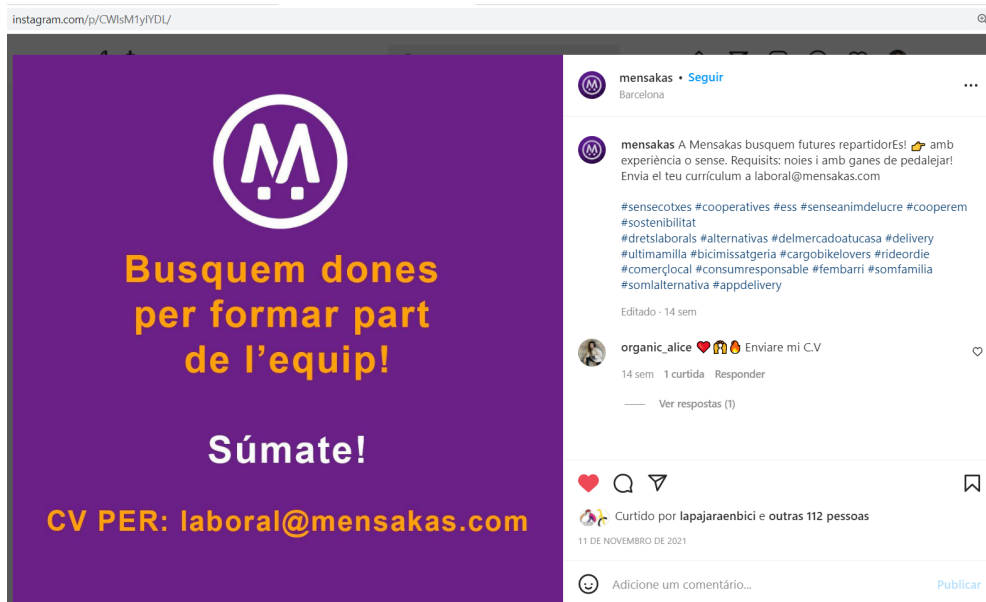 instagram.com/p/CWIsM1yIYDL/
M
Busquem dones
per formar part
de l'equip!
Súmate!
CV PER: laboral@mensakas.com
mensakas • Seguir
Barcelona
mensakas A Mensakas busquem futures repartidorEs! 👉 amb
experiència o sense. Requisits: noies i amb ganes de pedalejar!
Envia el teu currículum a laboral@mensakas.com
#sensecotxes #cooperatives #ess #senseanimdelucre #cooperem
#sostenibilitat
#dretslaborals #alternativas #delmercadoatucasa #delivery
#ultimamilla #bicimissatgeria #cargobikelovers #rideordie
#comerçlocal #consumresponsable #fembarri #somfamilia
#somlalternativa #appdelivery
Editado · 14 sem
organic_alice ❤️🙌🔥 Enviare mi C.V
14 sem 1 curtida Responder
Ver respostas (1)
Curtido por lapajaraenbici e outras 112 pessoas
11 DE NOVEMBRO DE 2021
Adicione um comentário... Publicar